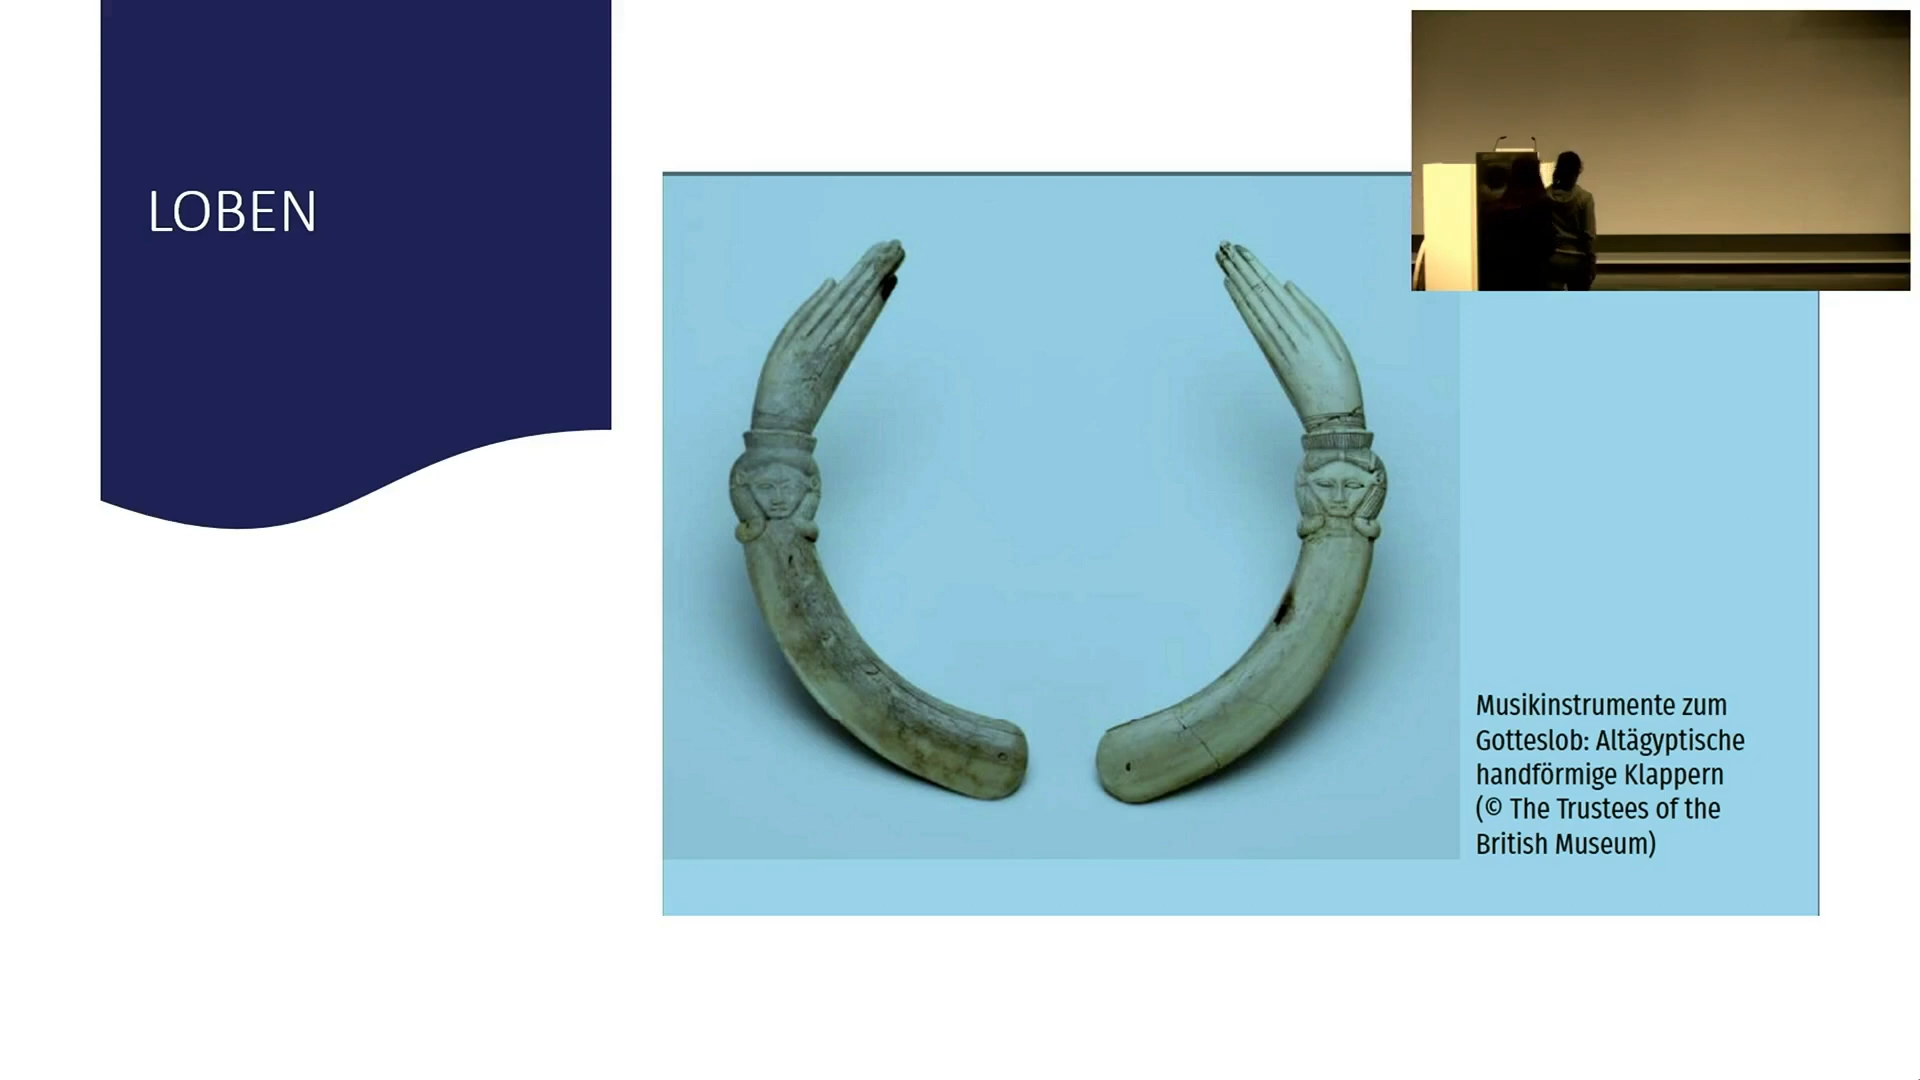 LOBEN
Musikinstrumente zum
Gotteslob: Altägyptische
handförmige Klappern
(© The Trustees of the
British Museum)